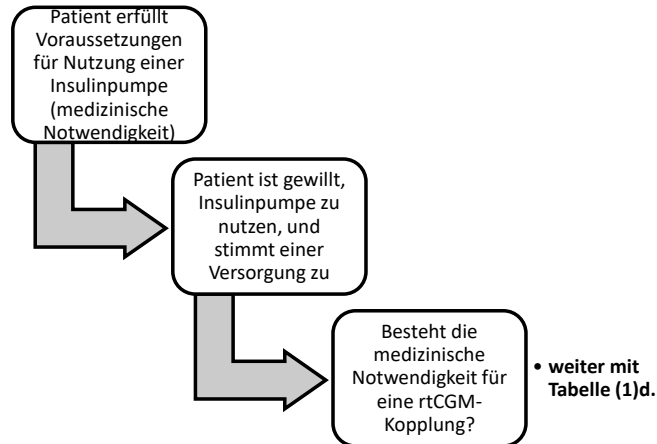 Patient erfüllt
Voraussetzungen
für Nutzung einer
Insulinpumpe
(medizinische
Notwendigkeit)
Patient ist gewillt,
Insulinpumpe zu
nutzen, und
stimmt einer
Versorgung zu
Besteht die
medizinische
Notwendigkeit für
eine rtCGM-
Kopplung?
• weiter mit
Tabelle (1)d.